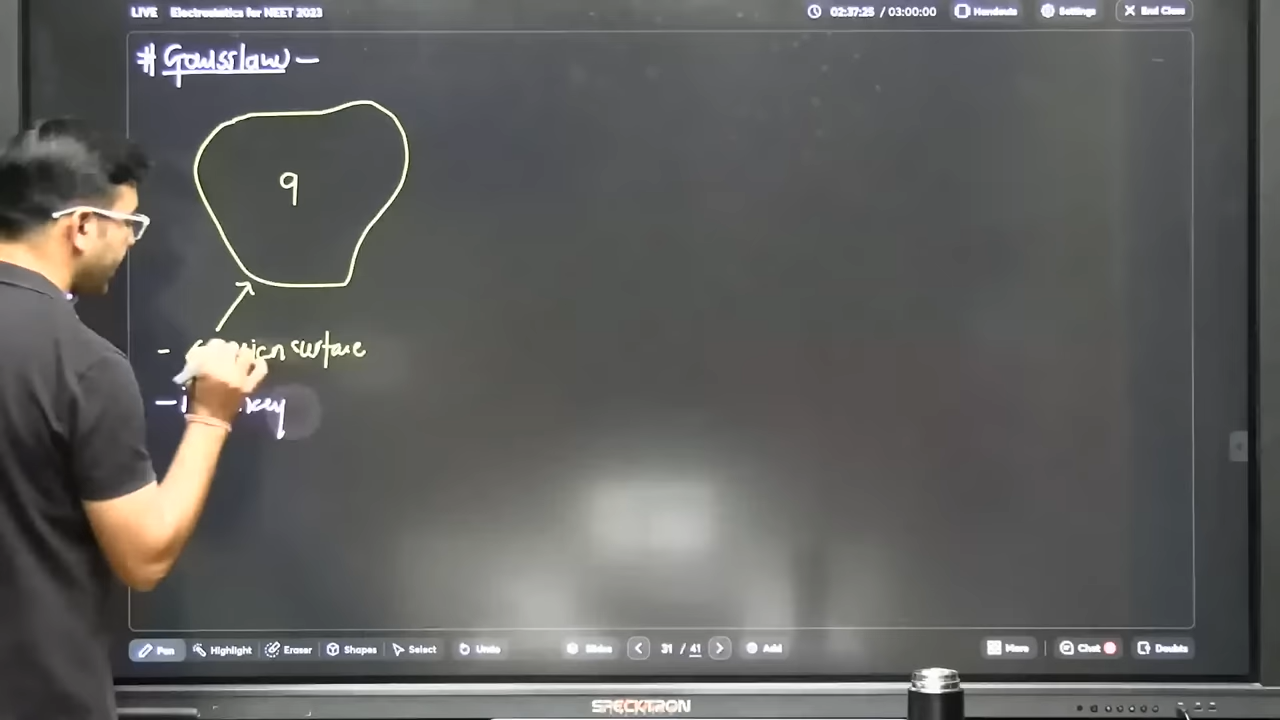 LIVE Electrostatics for NEET 2023 02:37:25 / 03:00:00 Handouts Settings End Class
# Gauss law -
q
- surface
-
Pen Highlight Eraser Shapes Select Undo Slides 31 / 41 Add More Chat Doubts
SPECKTRON